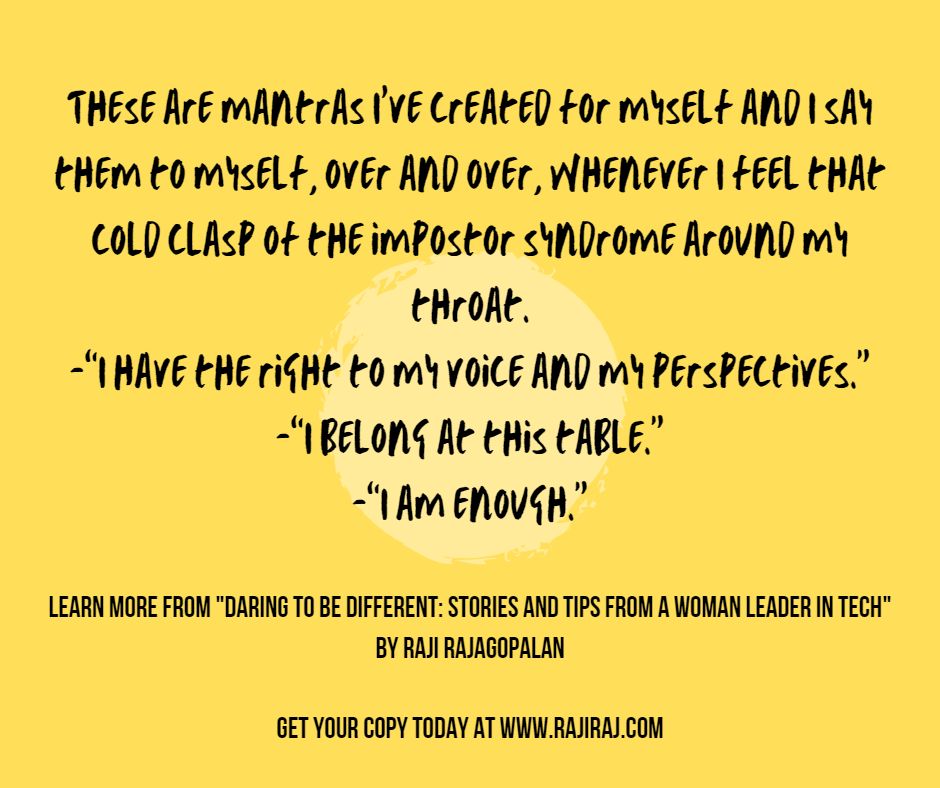 THESE ARE MANTRAS I'VE CREATED FOR MYSELF AND I SAY
THEM TO MYSELF, OVER AND OVER, WHENEVER I FEEL THAT
COLD CLASP OF THE IMPOSTOR SYNDROME AROUND MY
THROAT.
-“I HAVE THE RIGHT TO MY VOICE AND MY PERSPECTIVES.”
-“I BELONG AT THIS TABLE.”
-“I AM ENOUGH.”
LEARN MORE FROM "DARING TO BE DIFFERENT: STORIES AND TIPS FROM A WOMAN LEADER IN TECH"
BY RAJI RAJAGOPALAN
GET YOUR COPY TODAY AT WWW.RAJIRAJ.COM